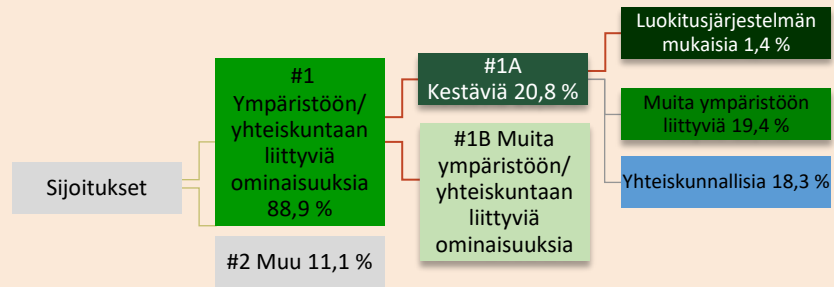 Sijoitukset
#1
Ympäristöön/
yhteiskuntaan
liittyviä
ominaisuuksia
88,9 %
#2 Muu 11,1 %
#1A
Kestäviä 20,8 %
#1B Muita
ympäristöön/
yhteiskuntaan
liittyviä
ominaisuuksia
Luokitusjärjestelmän
mukaisia 1,4 %
Muita ympäristöön
liittyviä 19,4 %
Yhteiskunnallisia 18,3 %